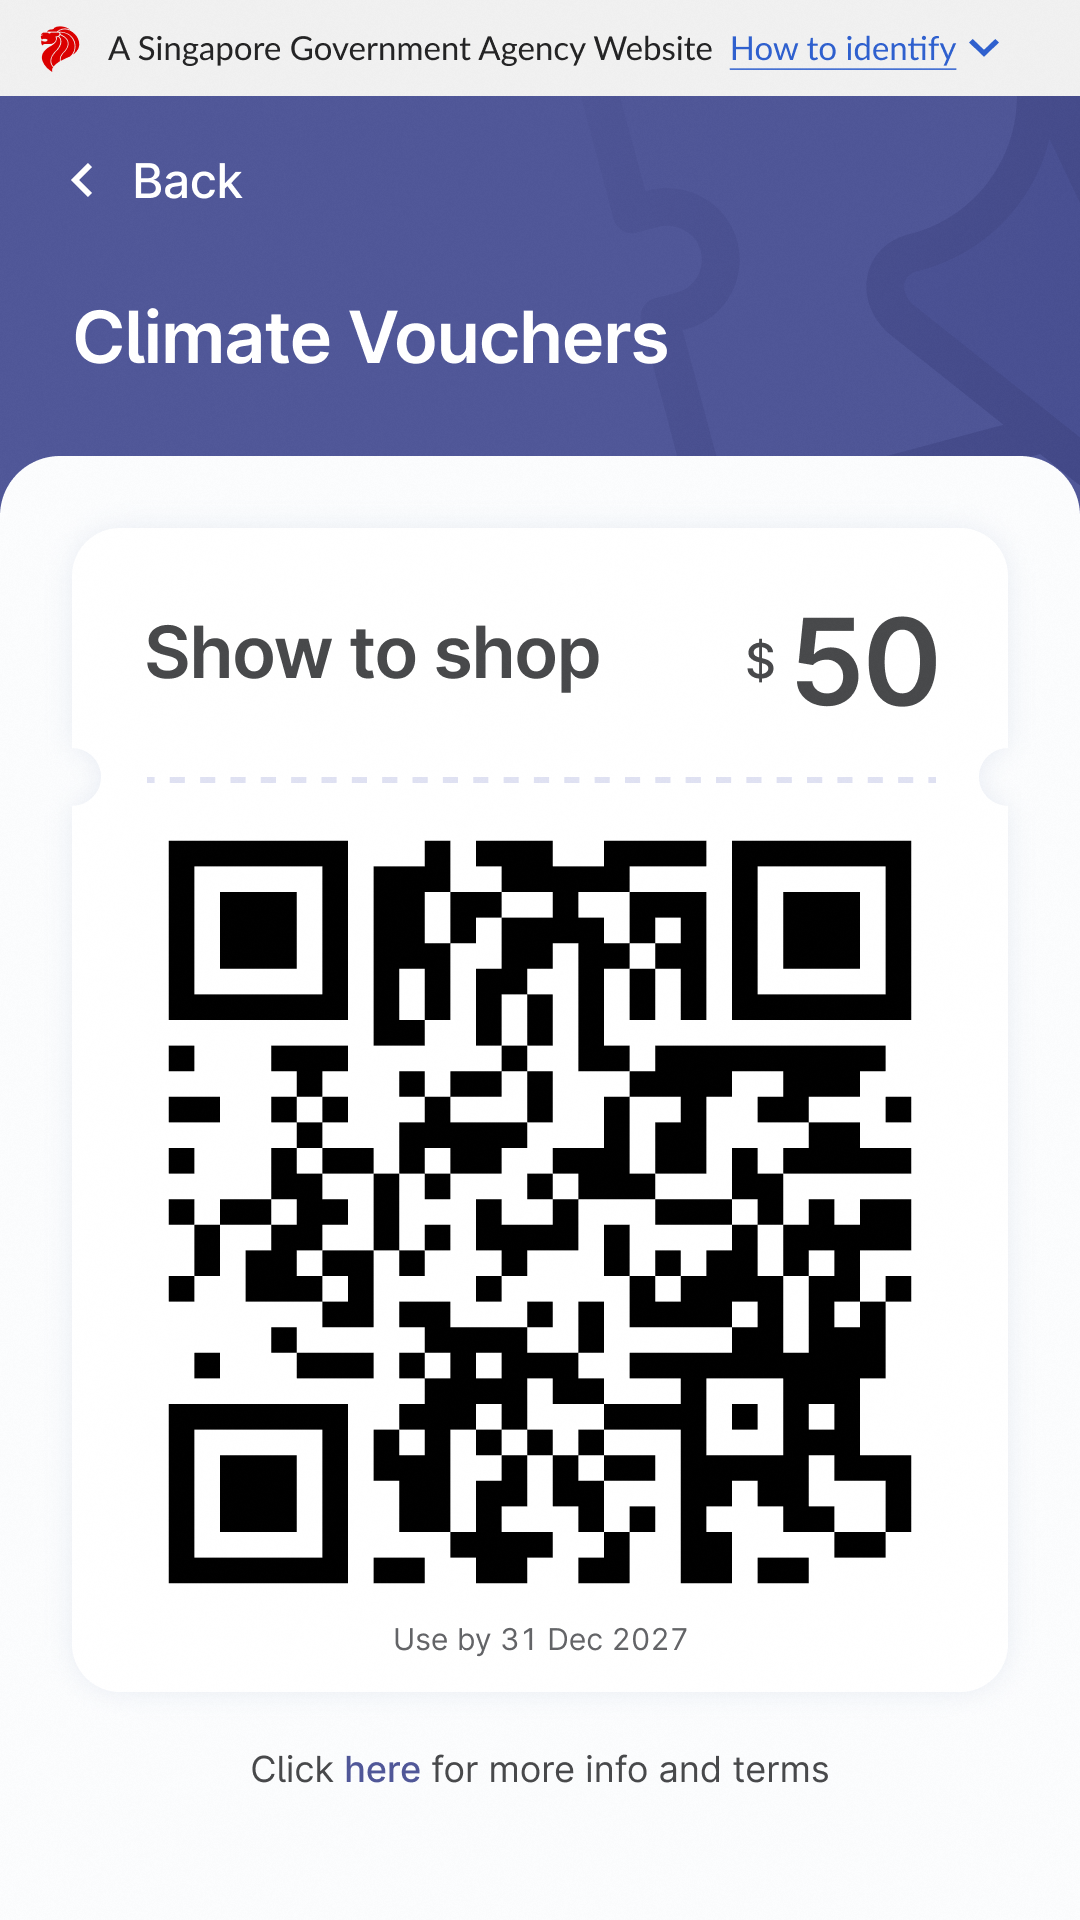 A Singapore Government Agency Website How to identify
Back
Climate Vouchers
Show to shop $ 50
Use by 31 Dec 2027
Click here for more info and terms